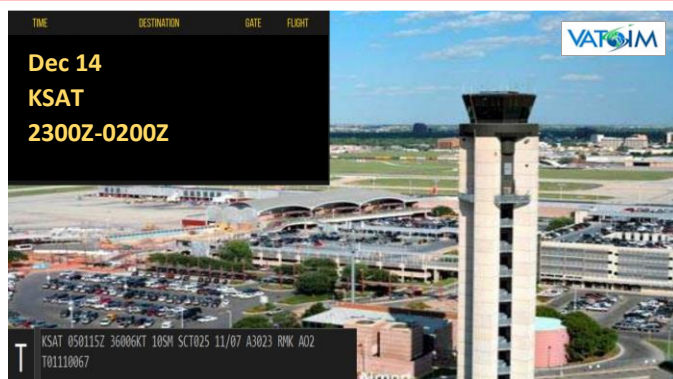 TIME DESTINATION GATE FLIGHT
VATSIM
Dec 14
KSAT
2300Z-0200Z
T
KSAT 050115Z 36006KT 10SM SCT025 11/07 A3023 RMK AO2
T01110067
Airport